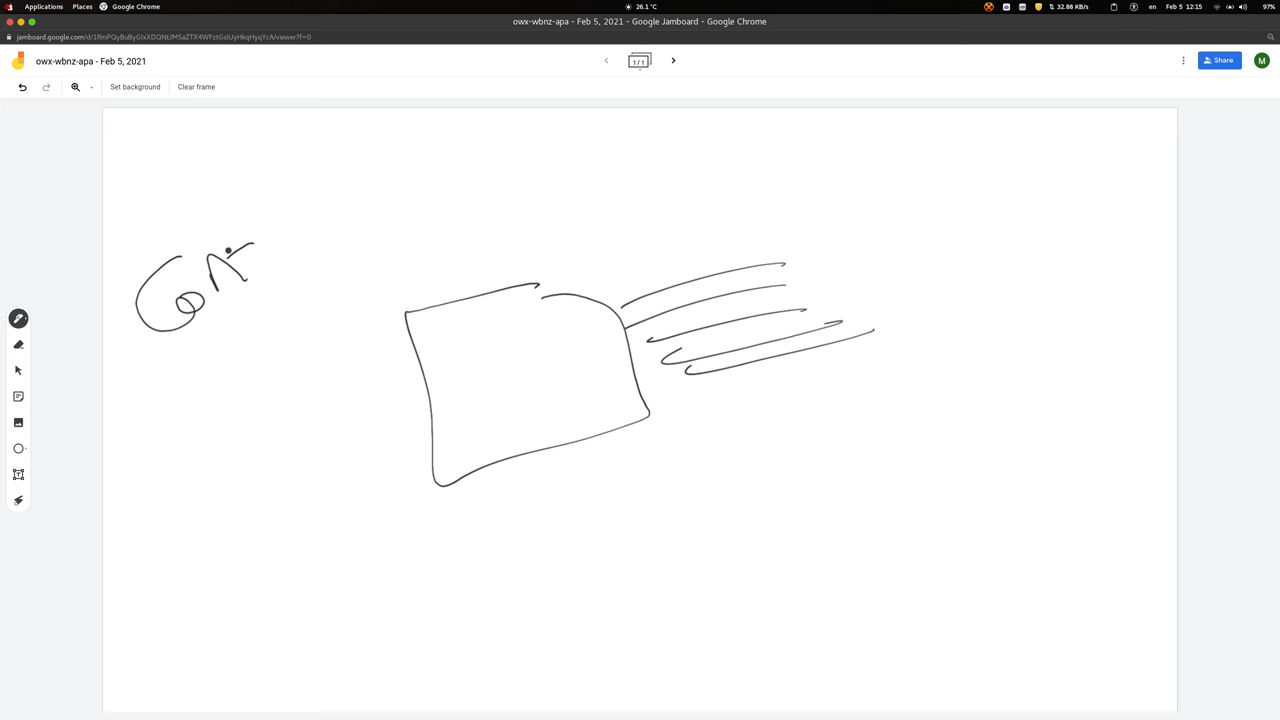 Applications Places Google Chrome 26.1 °C 32.88 KB/s en Feb 5 12:15 97%
owx-wbnz-apa - Feb 5, 2021 - Google Jamboard - Google Chrome
owx-wbnz-apa - Feb 5, 2021
1 / 1
Share
M
Set background Clear frame